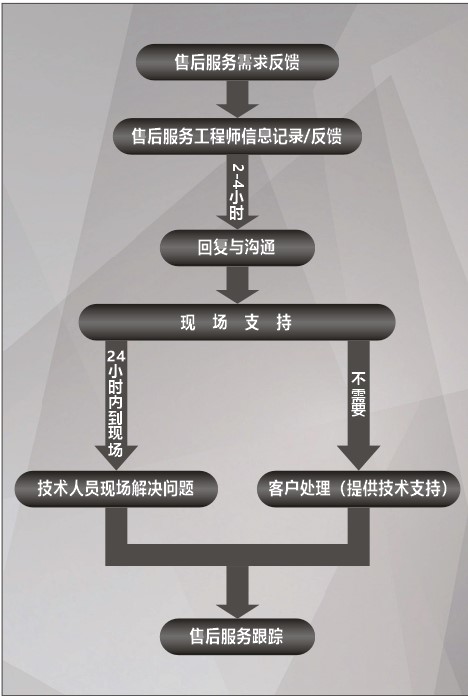 售后服务需求反馈
售后服务工程师信息记录/反馈
2-4小时
回复与沟通
现场支持
24小时内到现场
不需要
技术人员现场解决问题
客户处理（提供技术支持）
售后服务跟踪